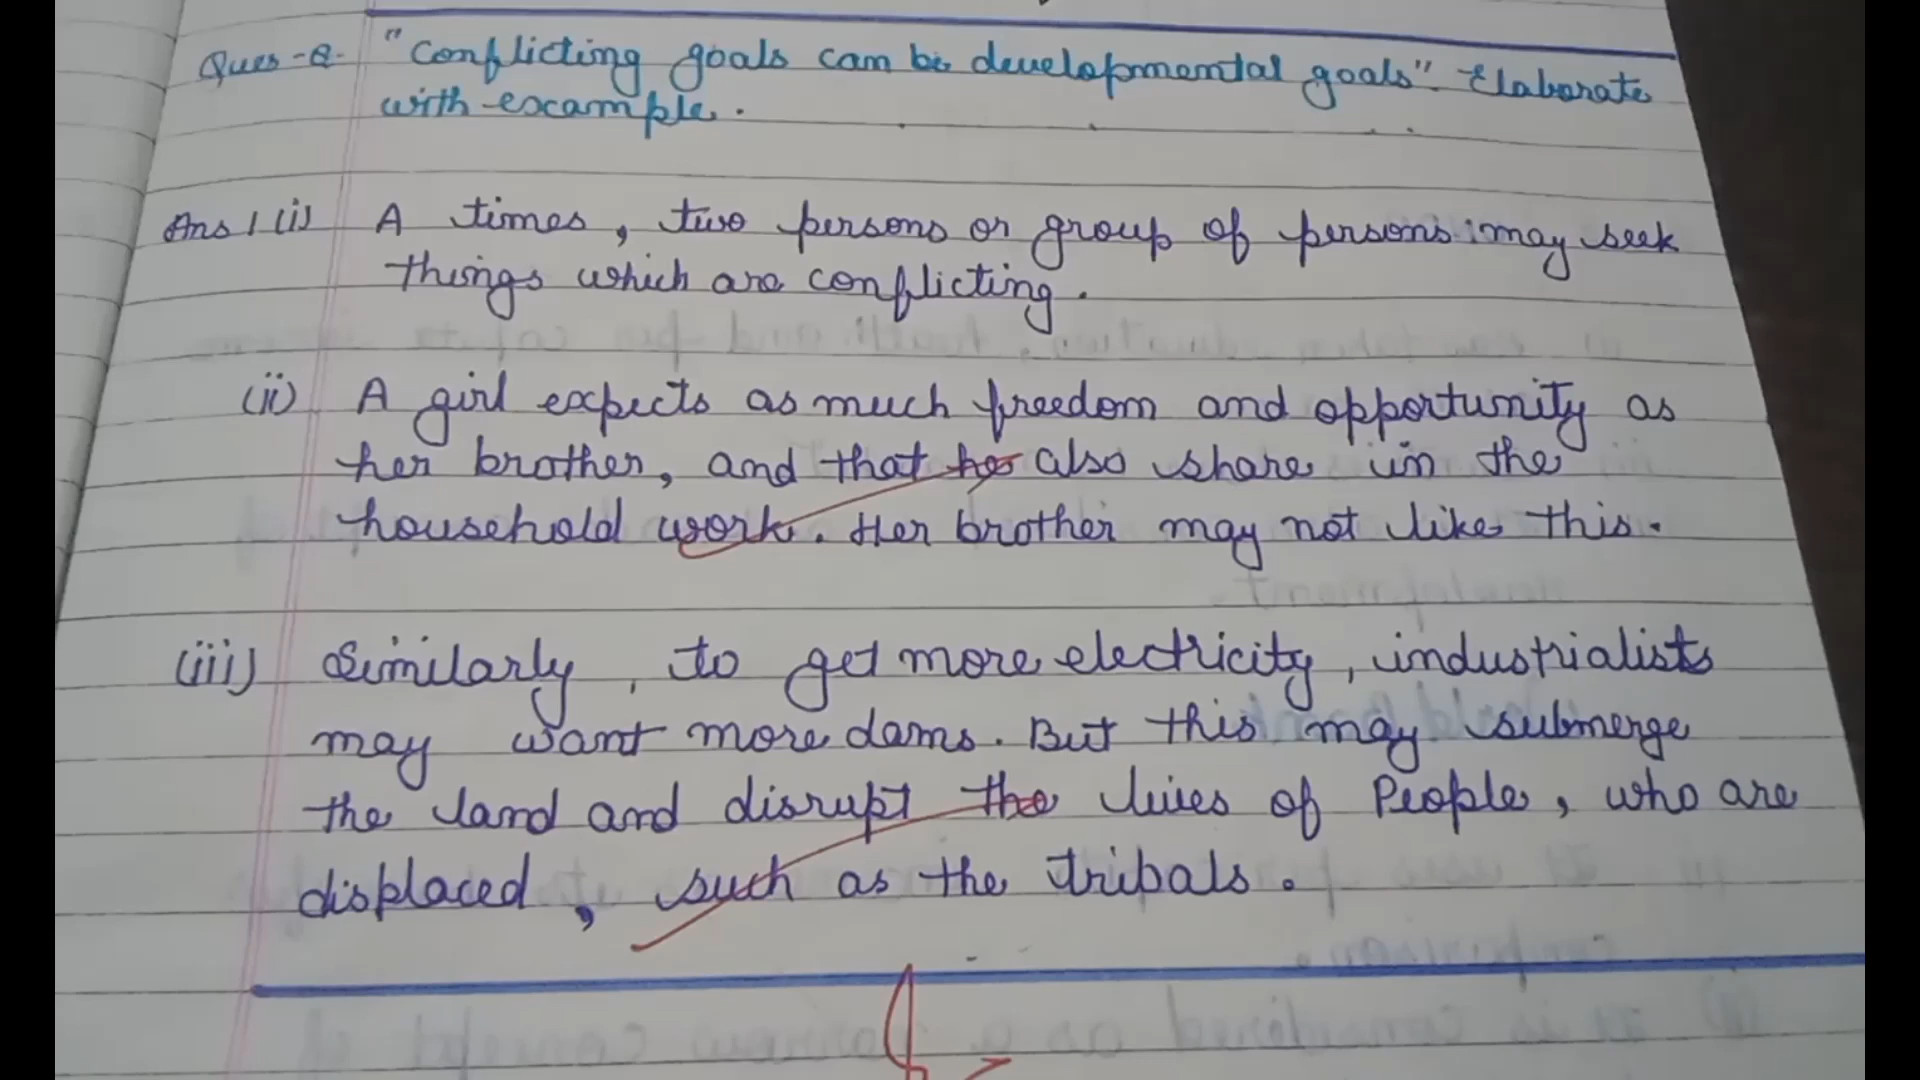 Ques-2- "Conflicting goals can be developmental goals". Elaborate
with example.
Ans 1 (i) A times, two persons or group of persons may seek
things which are conflicting.
(ii) A girl expects as much freedom and opportunity as
her brother, and that he also share in the
household work. Her brother may not like this.
(iii) Similarly, to get more electricity, industrialists
may want more dams. But this may submerge
the land and disrupt the lives of People, who are
displaced, such as the tribals.